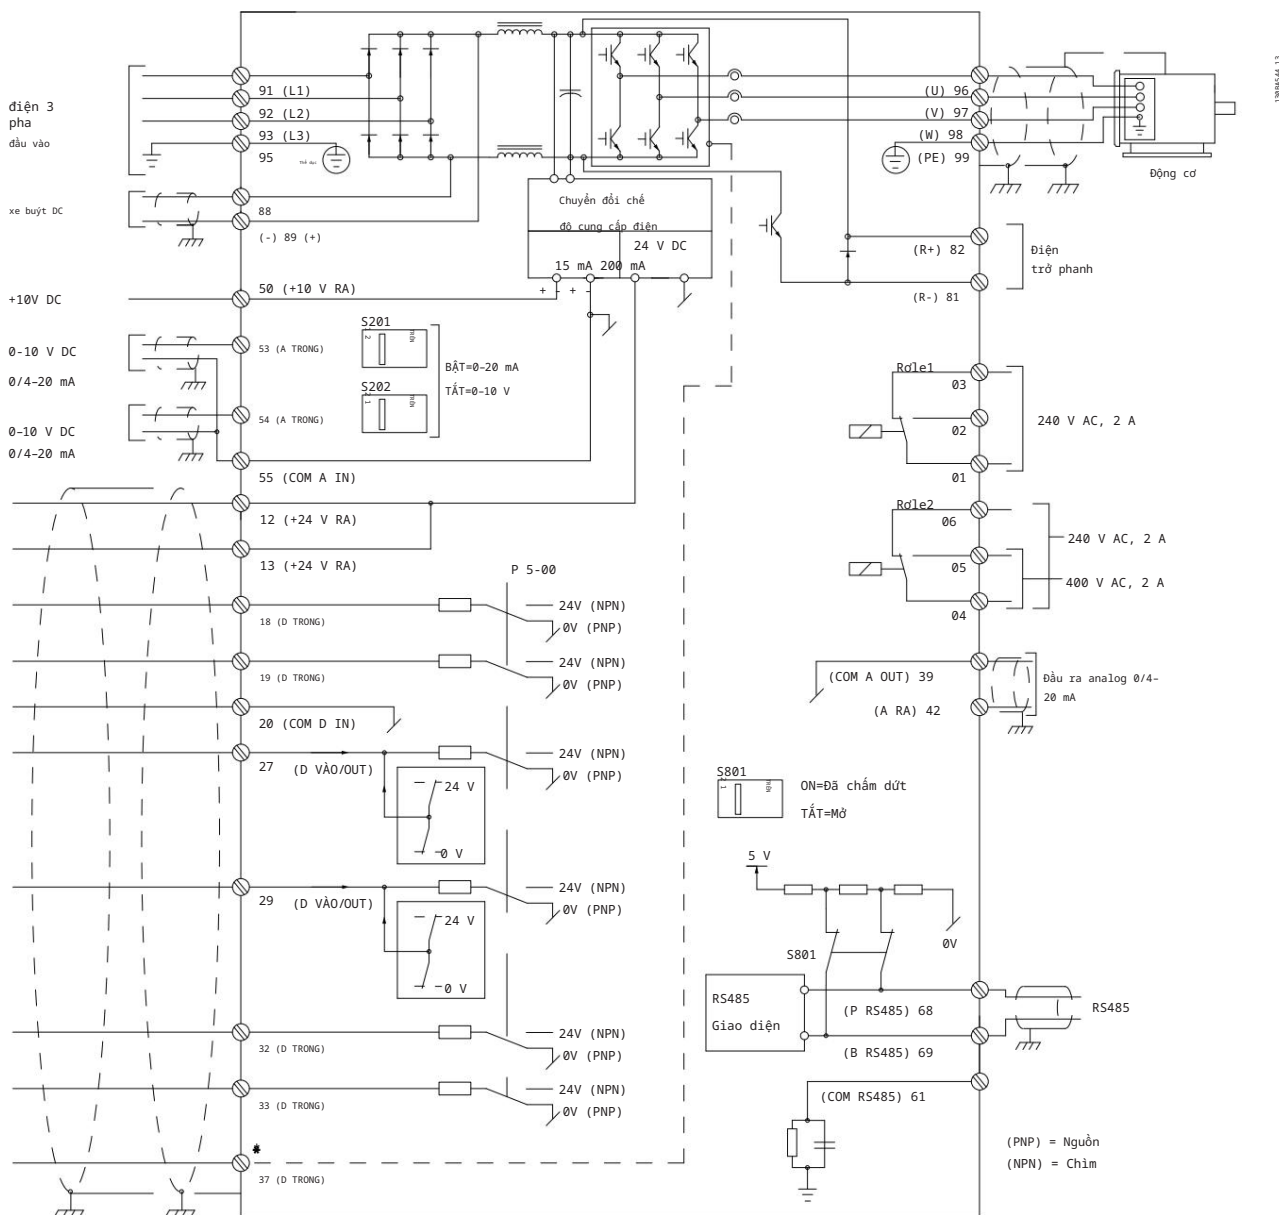 130BA544.13
điện 3
pha
đầu vào
91 (L1)
92 (L2)
93 (L3)
95
xe buýt DC
88
(-) 89 (+)
+10V DC
50 (+10 V RA)
0-10 V DC
0/4-20 mA
53 (A TRONG)
0-10 V DC
0/4-20 mA
54 (A TRONG)
55 (COM A IN)
12 (+24 V RA)
13 (+24 V RA)
18 (D TRONG)
19 (D TRONG)
20 (COM D IN)
27 (D VÀO/OUT)
24 V
0 V
29 (D VÀO/OUT)
24 V
0 V
32 (D TRONG)
33 (D TRONG)
*
37 (D TRONG)
Chuyển đổi chế
độ cung cấp điện
24 V DC
15 mA 200 mA
+ - + -
S201
TRÊN
BẬT=0-20 mA
TẮT=0-10 V
S202
TRÊN
P 5-00
24V (NPN)
0V (PNP)
24V (NPN)
0V (PNP)
24V (NPN)
0V (PNP)
24V (NPN)
0V (PNP)
24V (NPN)
0V (PNP)
24V (NPN)
0V (PNP)
(U) 96
(V) 97
(W) 98
(PE) 99
Động cơ
(R+) 82
Điện
trở phanh
(R-) 81
Rơle1
03
02
01
240 V AC, 2 A
Rơle2
06
05
04
240 V AC, 2 A
400 V AC, 2 A
(COM A OUT) 39
(A RA) 42
Đầu ra analog 0/4-
20 mA
S801
TRÊN
ON=Đã chấm dứt
TẮT=Mở
5 V
0V
S801
RS485
Giao diện
(P RS485) 68
(B RS485) 69
(COM RS485) 61
RS485
(PNP) = Nguồn
(NPN) = Chìm